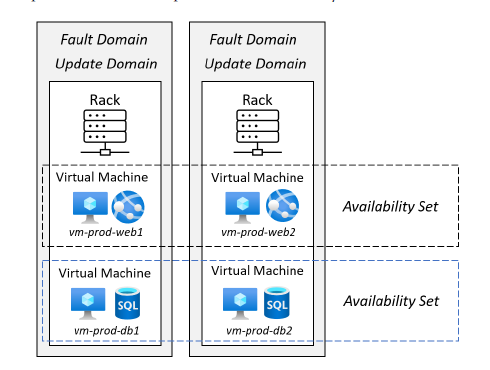 Fault Domain
Update Domain
Rack
Virtual Machine
vm-prod-web1
Virtual Machine
SQL
vm-prod-db1
Fault Domain
Update Domain
Rack
Virtual Machine
vm-prod-web2
Virtual Machine
SQL
vm-prod-db2
Availability Set
Availability Set